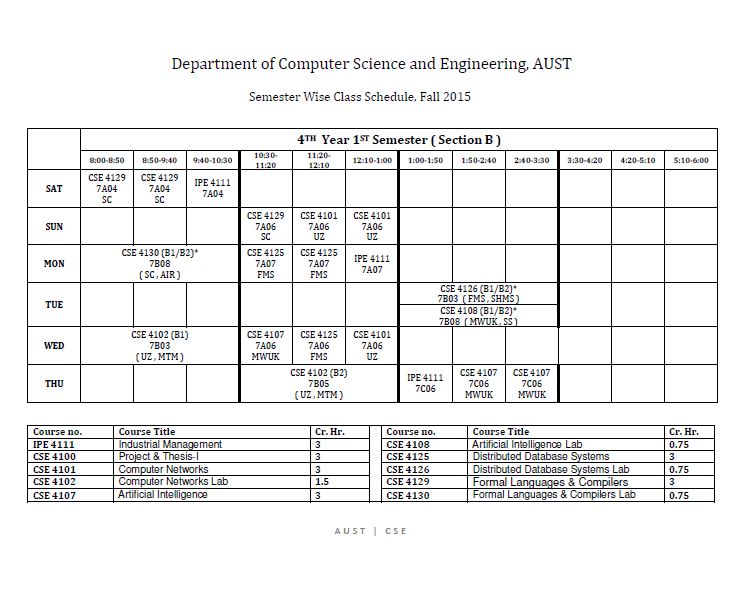 Department of Computer Science and Engineering, AUST
Semester Wise Class Schedule, Fall 2015
4TH Year 1ST Semester ( Section B )
8:00-8:50 8:50-9:40 9:40-10:30 10:30-11:20 11:20-12:10 12:10-1:00 1:00-1:50 1:50-2:40 2:40-3:30 3:30-4:20 4:20-5:10 5:10-6:00
SAT
CSE 4129 CSE 4129 IPE 4111
7A04 7A04 7A04
SC SC
SUN
CSE 4129 CSE 4101 CSE 4101
7A06 7A06 7A06
SC UZ UZ
MON
CSE 4130 (B1/B2)* CSE 4125 CSE 4125 IPE 4111
7B08 7A07 7A07 7A07
( SC , AIR ) FMS FMS
TUE
CSE 4126 (B1/B2)*
7B03 ( FMS , SHMS )
CSE 4108 (B1/B2)*
7B08 ( MWUK , SS )
WED
CSE 4102 (B1) CSE 4107 CSE 4125 CSE 4101
7B03 7A06 7A06 7A06
( UZ , MTM ) MWUK FMS UZ
THU
CSE 4102 (B2) IPE 4111 CSE 4107 CSE 4107
7B05 7C06 7C06 7C06
( UZ , MTM ) MWUK MWUK
Course no. Course Title Cr. Hr. Course no. Course Title Cr. Hr.
IPE 4111 Industrial Management 3 CSE 4108 Artificial Intelligence Lab 0.75
CSE 4100 Project & Thesis-I 3 CSE 4125 Distributed Database Systems 3
CSE 4101 Computer Networks 3 CSE 4126 Distributed Database Systems Lab 0.75
CSE 4102 Computer Networks Lab 1.5 CSE 4129 Formal Languages & Compilers 3
CSE 4107 Artificial Intelligence 3 CSE 4130 Formal Languages & Compilers Lab 0.75
AUST | CSE